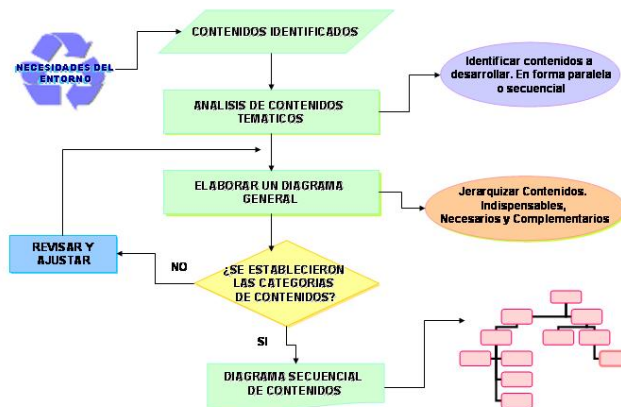 NECESIDADES DEL
ENTORNO
CONTENIDOS IDENTIFICADOS
Identificar contenidos a
desarrollar. En forma paralela
o secuencial
ANALISIS DE CONTENIDOS
TEMATICOS
ELABORAR UN DIAGRAMA
GENERAL
Jerarquizar Contenidos.
Indispensables,
Necesarios y Complementarios
REVISAR Y
AJUSTAR
NO
¿SE ESTABLECIERON
LAS CATEGORIAS
DE CONTENIDOS?
SI
DIAGRAMA SECUENCIAL
DE CONTENIDOS